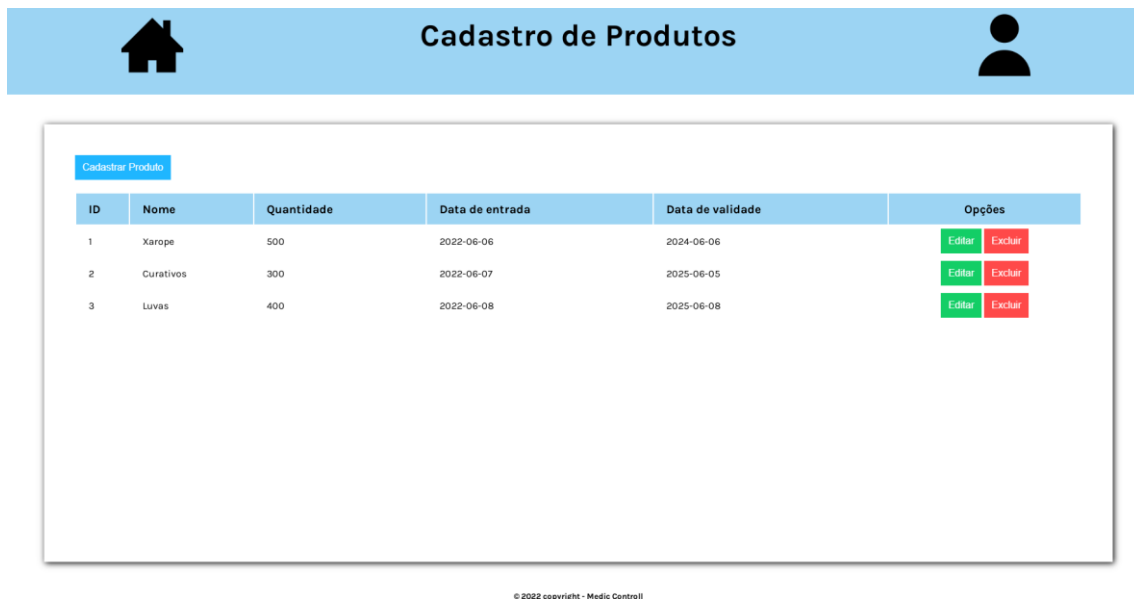 Cadastro de Produtos
Cadastrar Produto
ID Nome Quantidade Data de entrada Data de validade Opções
1 Xarope 500 2022-06-06 2024-06-06 Editar Excluir
2 Curativos 300 2022-06-07 2025-06-05 Editar Excluir
3 Luvas 400 2022-06-08 2025-06-08 Editar Excluir
© 2022 copyright - Medic Controll